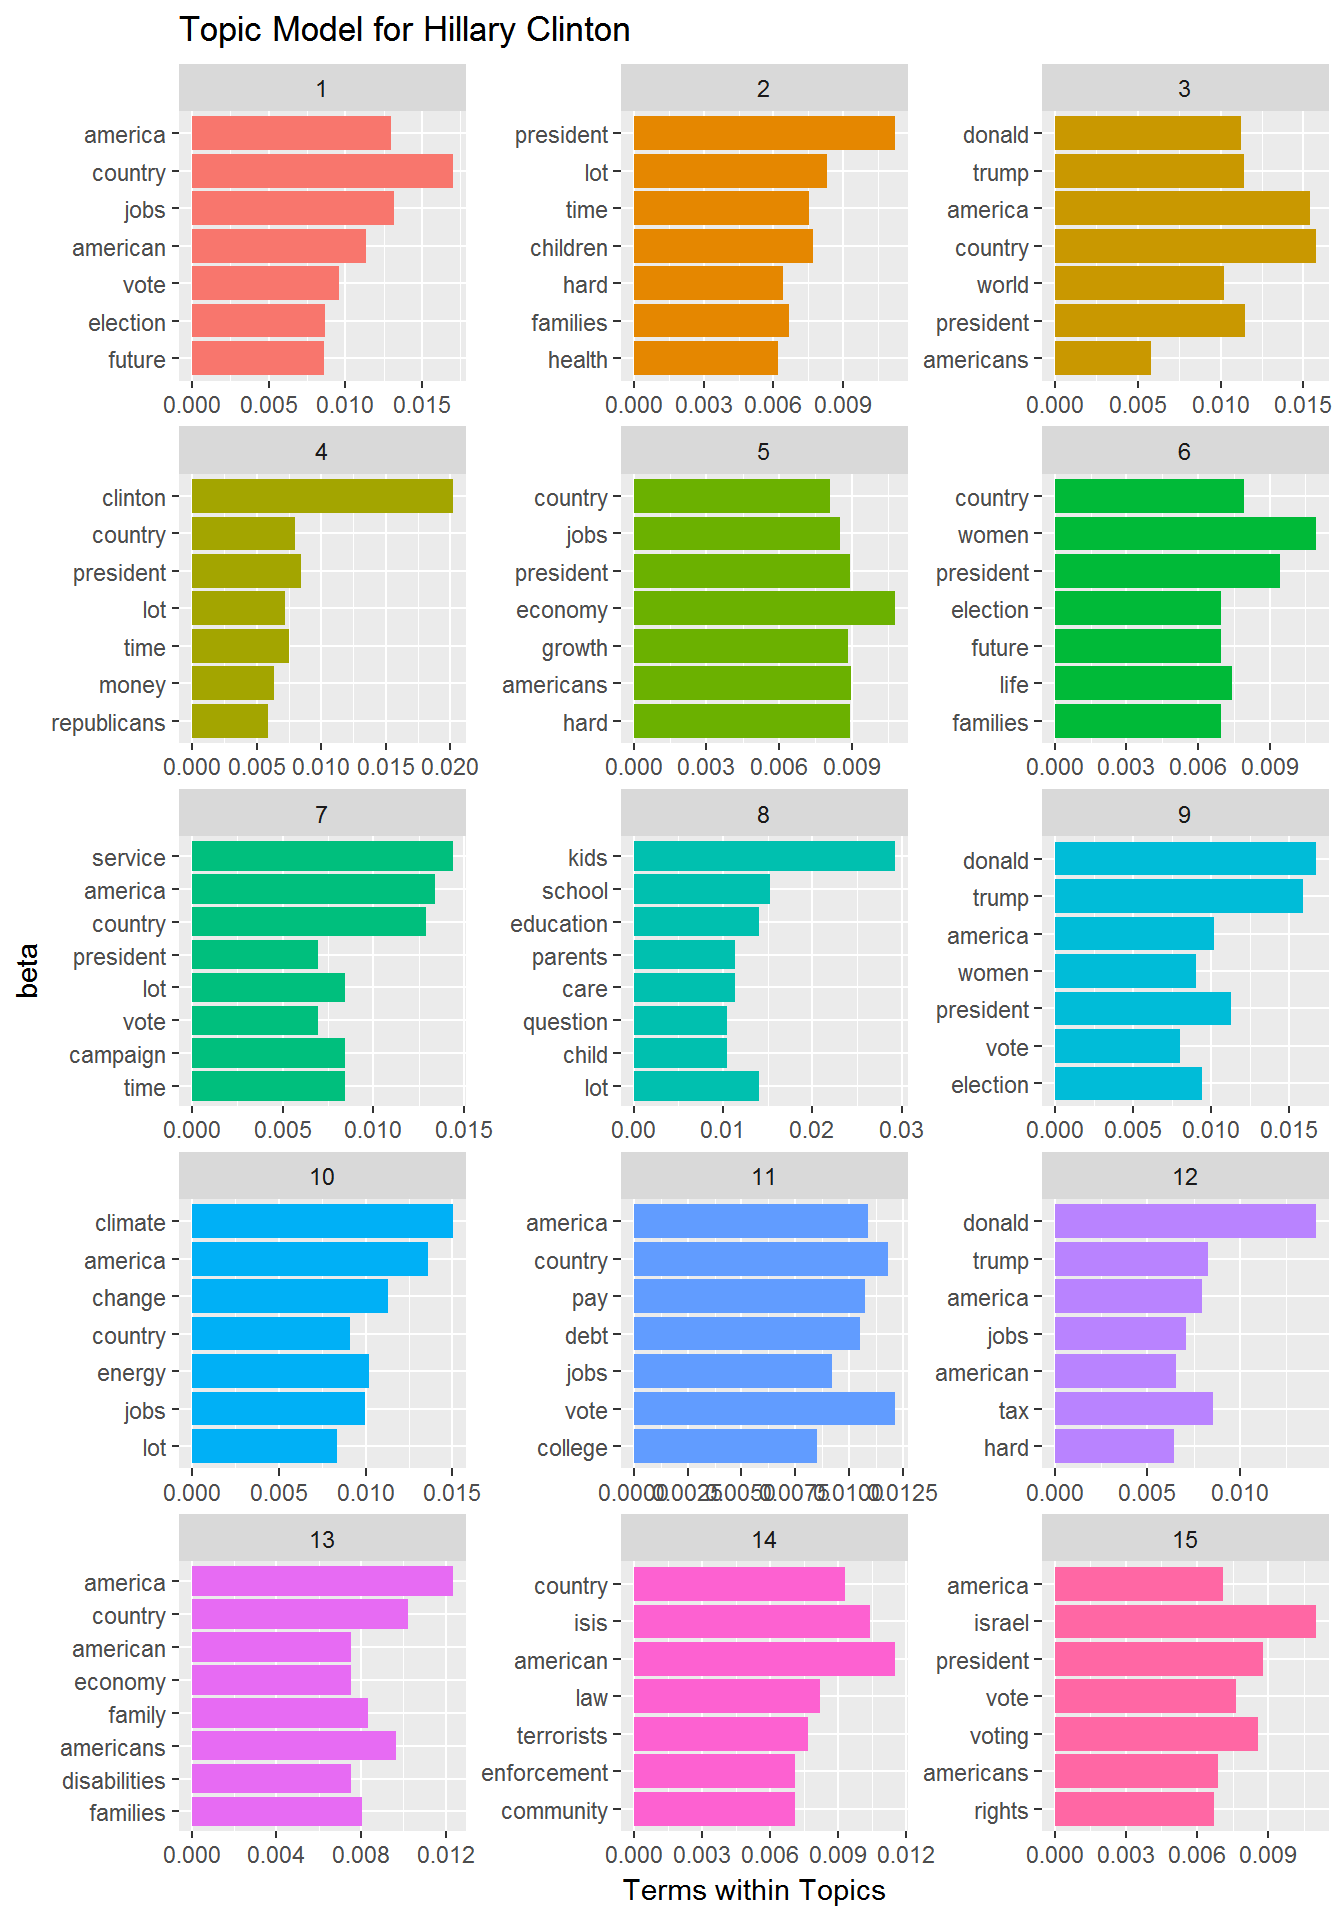 Topic Model for Hillary Clinton
1
america
country
jobs
american
vote
election
future
0.000 0.005 0.010 0.015
2
president
lot
time
children
hard
families
health
0.000 0.003 0.006 0.009
3
donald
trump
america
country
world
president
americans
0.000 0.005 0.010 0.015
4
clinton
country
president
lot
time
money
republicans
0.000 0.005 0.010 0.015 0.020
5
country
jobs
president
economy
growth
americans
hard
0.000 0.003 0.006 0.009
6
country
women
president
election
future
life
families
0.000 0.003 0.006 0.009
7
service
america
country
president
lot
vote
campaign
time
0.000 0.005 0.010 0.015
8
kids
school
education
parents
care
question
child
lot
0.00 0.01 0.02 0.03
9
donald
trump
america
women
president
vote
election
0.000 0.005 0.010 0.015
beta
10
climate
america
change
country
energy
jobs
lot
0.000 0.005 0.010 0.015
11
america
country
pay
debt
jobs
vote
college
0.0000 0.0025 0.0050 0.0075 0.0100 0.0125
12
donald
trump
america
jobs
american
tax
hard
0.000 0.005 0.010
13
america
country
american
economy
family
americans
disabilities
families
0.000 0.004 0.008 0.012
14
country
isis
american
law
terrorists
enforcement
community
0.000 0.003 0.006 0.009 0.012
15
america
israel
president
vote
voting
americans
rights
0.000 0.003 0.006 0.009
Terms within Topics